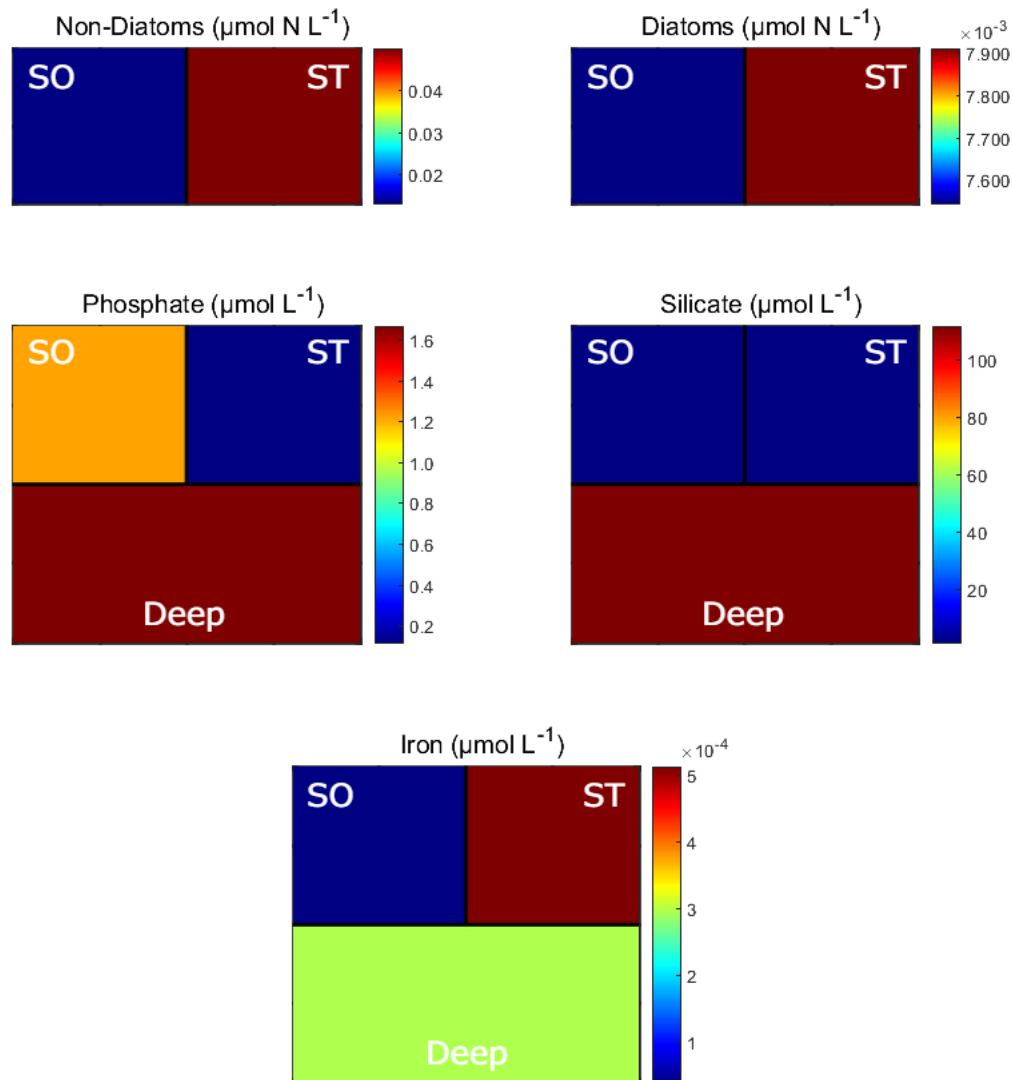 Non-Diatoms (µmol N L⁻¹)
SO
ST
0.04
0.03
0.02
Diatoms (µmol N L⁻¹)
×10⁻³
SO
ST
7.900
7.800
7.700
7.600
Phosphate (µmol L⁻¹)
SO
ST
Deep
1.6
1.4
1.2
1.0
0.8
0.6
0.4
0.2
Silicate (µmol L⁻¹)
SO
ST
Deep
100
80
60
40
20
Iron (µmol L⁻¹)
×10⁻⁴
SO
ST
Deep
5
4
3
2
1